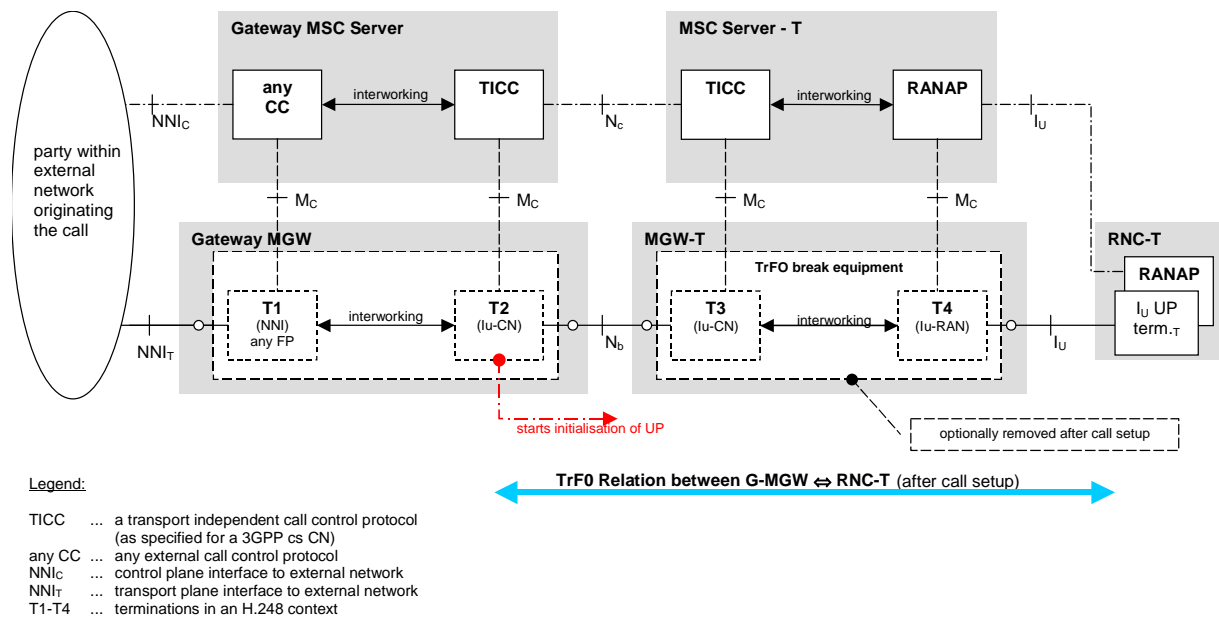 Gateway MSC Server
MSC Server - T
any
CC
interworking
TICC
TICC
interworking
RANAP
NNIC
NC
IU
party within
external
network
originating
the call
MC
MC
MC
MC
Gateway MGW
MGW-T
RNC-T
TrFO break equipment
RANAP
T1
(NNI)
any FP
interworking
T2
(Iu-CN)
T3
(Iu-CN)
interworking
T4
(Iu-RAN)
IU UP
term.T
NNIT
Nb
IU
starts initialisation of UP
optionally removed after call setup
TrF0 Relation between G-MGW ⇔ RNC-T (after call setup)
Legend:
TICC ... a transport independent call control protocol
(as specified for a 3GPP cs CN)
any CC ... any external call control protocol
NNIC ... control plane interface to external network
NNIT ... transport plane interface to external network
T1-T4 ... terminations in an H.248 context